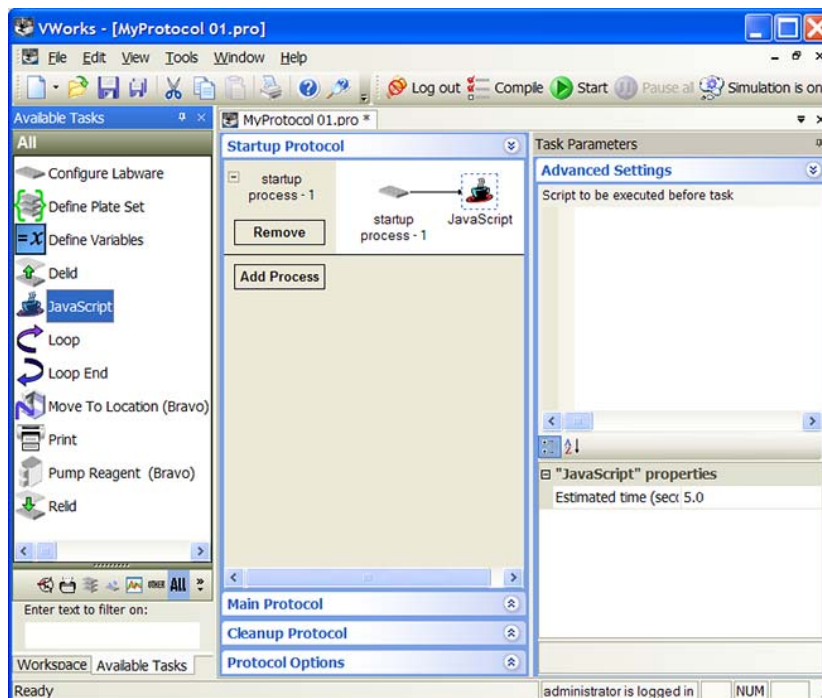 VWorks - [MyProtocol 01.pro]
File Edit View Tools Window Help
Log out Compile Start Pause all Simulation is on
Available Tasks
All
Configure Labware
Define Plate Set
=x Define Variables
Delid
JavaScript
Loop
Loop End
Move To Location (Bravo)
Print
Pump Reagent (Bravo)
Relid
OTHER ALL
Enter text to filter on:
Workspace Available Tasks
MyProtocol 01.pro *
Startup Protocol
startup
process - 1
Remove
startup
process - 1
JavaScript
Add Process
Main Protocol
Cleanup Protocol
Protocol Options
Task Parameters
Advanced Settings
Script to be executed before task
"JavaScript" properties
Estimated time (sec 5.0
Ready
administrator is logged in NUM